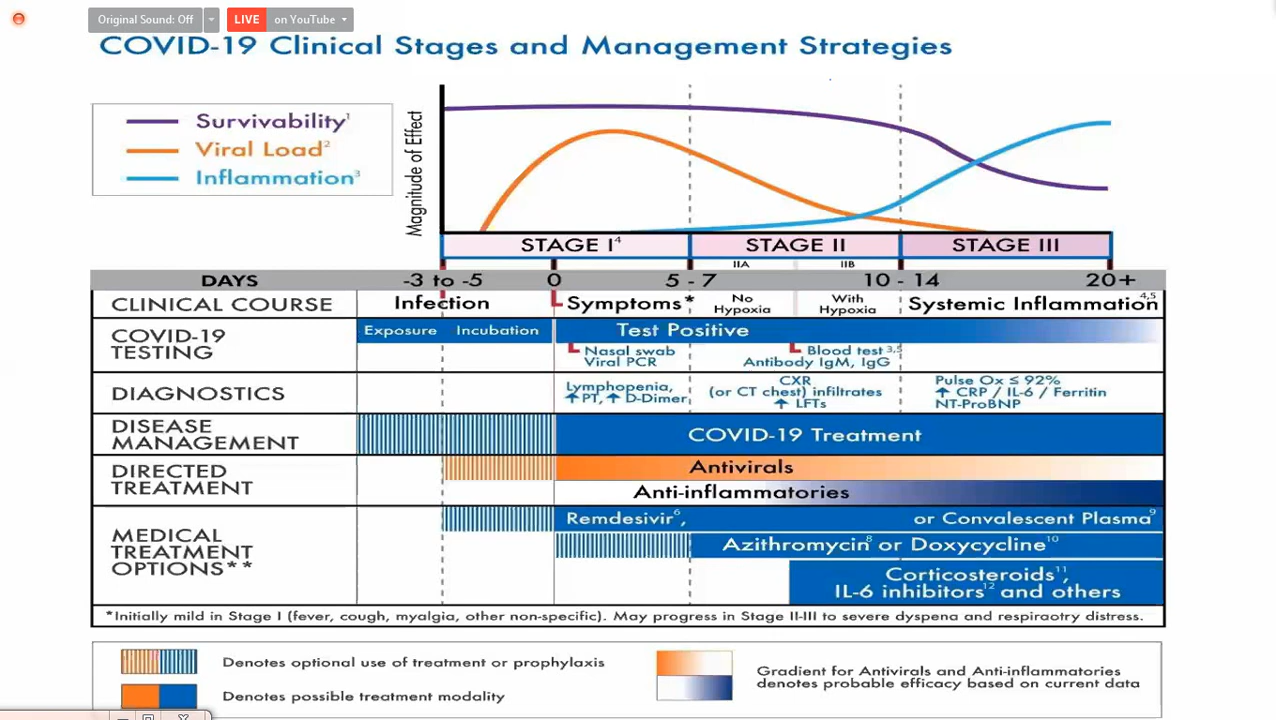 Original Sound: Off
LIVE on YouTube
COVID-19 Clinical Stages and Management Strategies
Survivability1
Viral Load2
Inflammation3
Magnitude of Effect
STAGE I4 STAGE II STAGE III
IIA IIB
DAYS -3 to -5 0 5 - 7 10 - 14 20+
CLINICAL COURSE Infection Symptoms* No Hypoxia With Hypoxia Systemic Inflammation4,5
COVID-19 TESTING
Exposure Incubation Test Positive
Nasal swab Blood test3,5
Viral PCR Antibody IgM, IgG
DIAGNOSTICS
Lymphopenia,
↑PT, ↑ D-Dimer
CXR
(or CT chest) infiltrates
↑ LFTs
Pulse Ox ≤ 92%
↑ CRP / IL-6 / Ferritin
NT-ProBNP
DISEASE
MANAGEMENT
COVID-19 Treatment
DIRECTED
TREATMENT
Antivirals
Anti-inflammatories
MEDICAL
TREATMENT
OPTIONS**
Remdesivir6, or Convalescent Plasma9
Azithromycin8 or Doxycycline10
Corticosteroids11,
IL-6 inhibitors12 and others
*Initially mild in Stage I (fever, cough, myalgia, other non-specific). May progress in Stage II-III to severe dyspena and respiraotry distress.
Denotes optional use of treatment or prophylaxis
Denotes possible treatment modality
Gradient for Antivirals and Anti-inflammatories
denotes probable efficacy based on current data